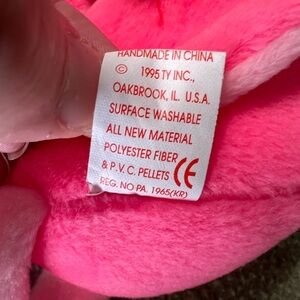 HANDMADE IN CHINA
© 1995 TY INC.,
OAKBROOK, IL. U.S.A.
SURFACE WASHABLE
ALL NEW MATERIAL
POLYESTER FIBER
& P.V.C. PELLETS CE
REG. NO PA. 1965(KR)